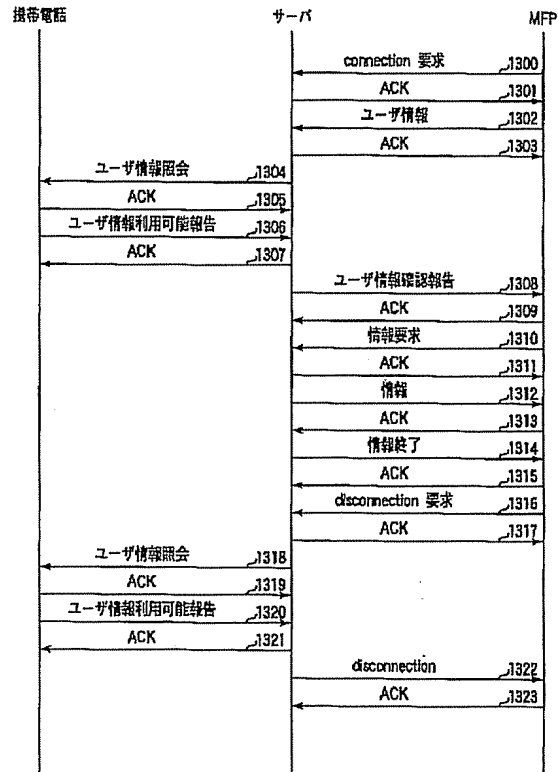 携帯電話 サーバ MFP
connection 要求 1300
ACK 1301
ユーザ情報 1302
ACK 1303
ユーザ情報照会 1304
ACK 1305
ユーザ情報利用可能報告 1306
ACK 1307
ユーザ情報確認報告 1308
ACK 1309
情報要求 1310
ACK 1311
情報 1312
ACK 1313
情報終了 1314
ACK 1315
disconnection 要求 1316
ACK 1317
ユーザ情報照会 1318
ACK 1319
ユーザ情報利用可能報告 1320
ACK 1321
disconnection 1322
ACK 1323